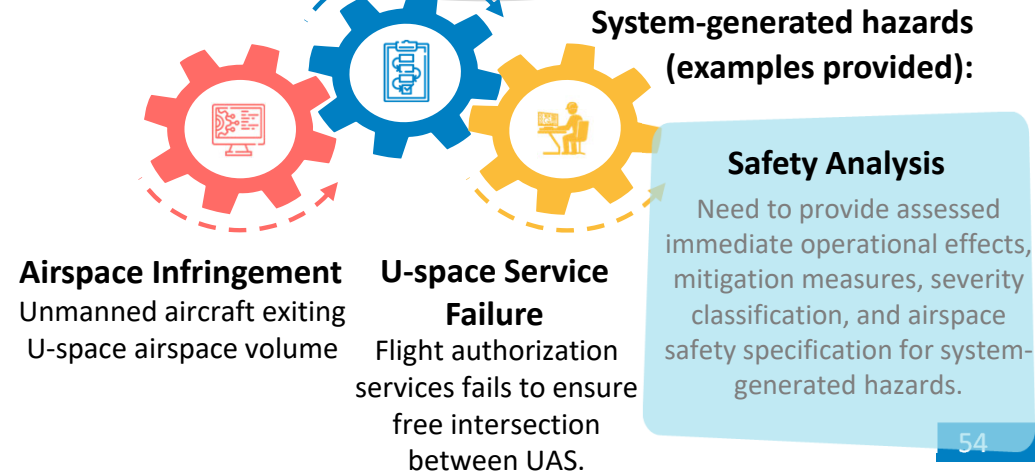 System-generated hazards
(examples provided):
Airspace Infringement
Unmanned aircraft exiting
U-space airspace volume
U-space Service
Failure
Flight authorization
services fails to ensure
free intersection
between UAS.
Safety Analysis
Need to provide assessed
immediate operational effects,
mitigation measures, severity
classification, and airspace
safety specification for system-
generated hazards.
54